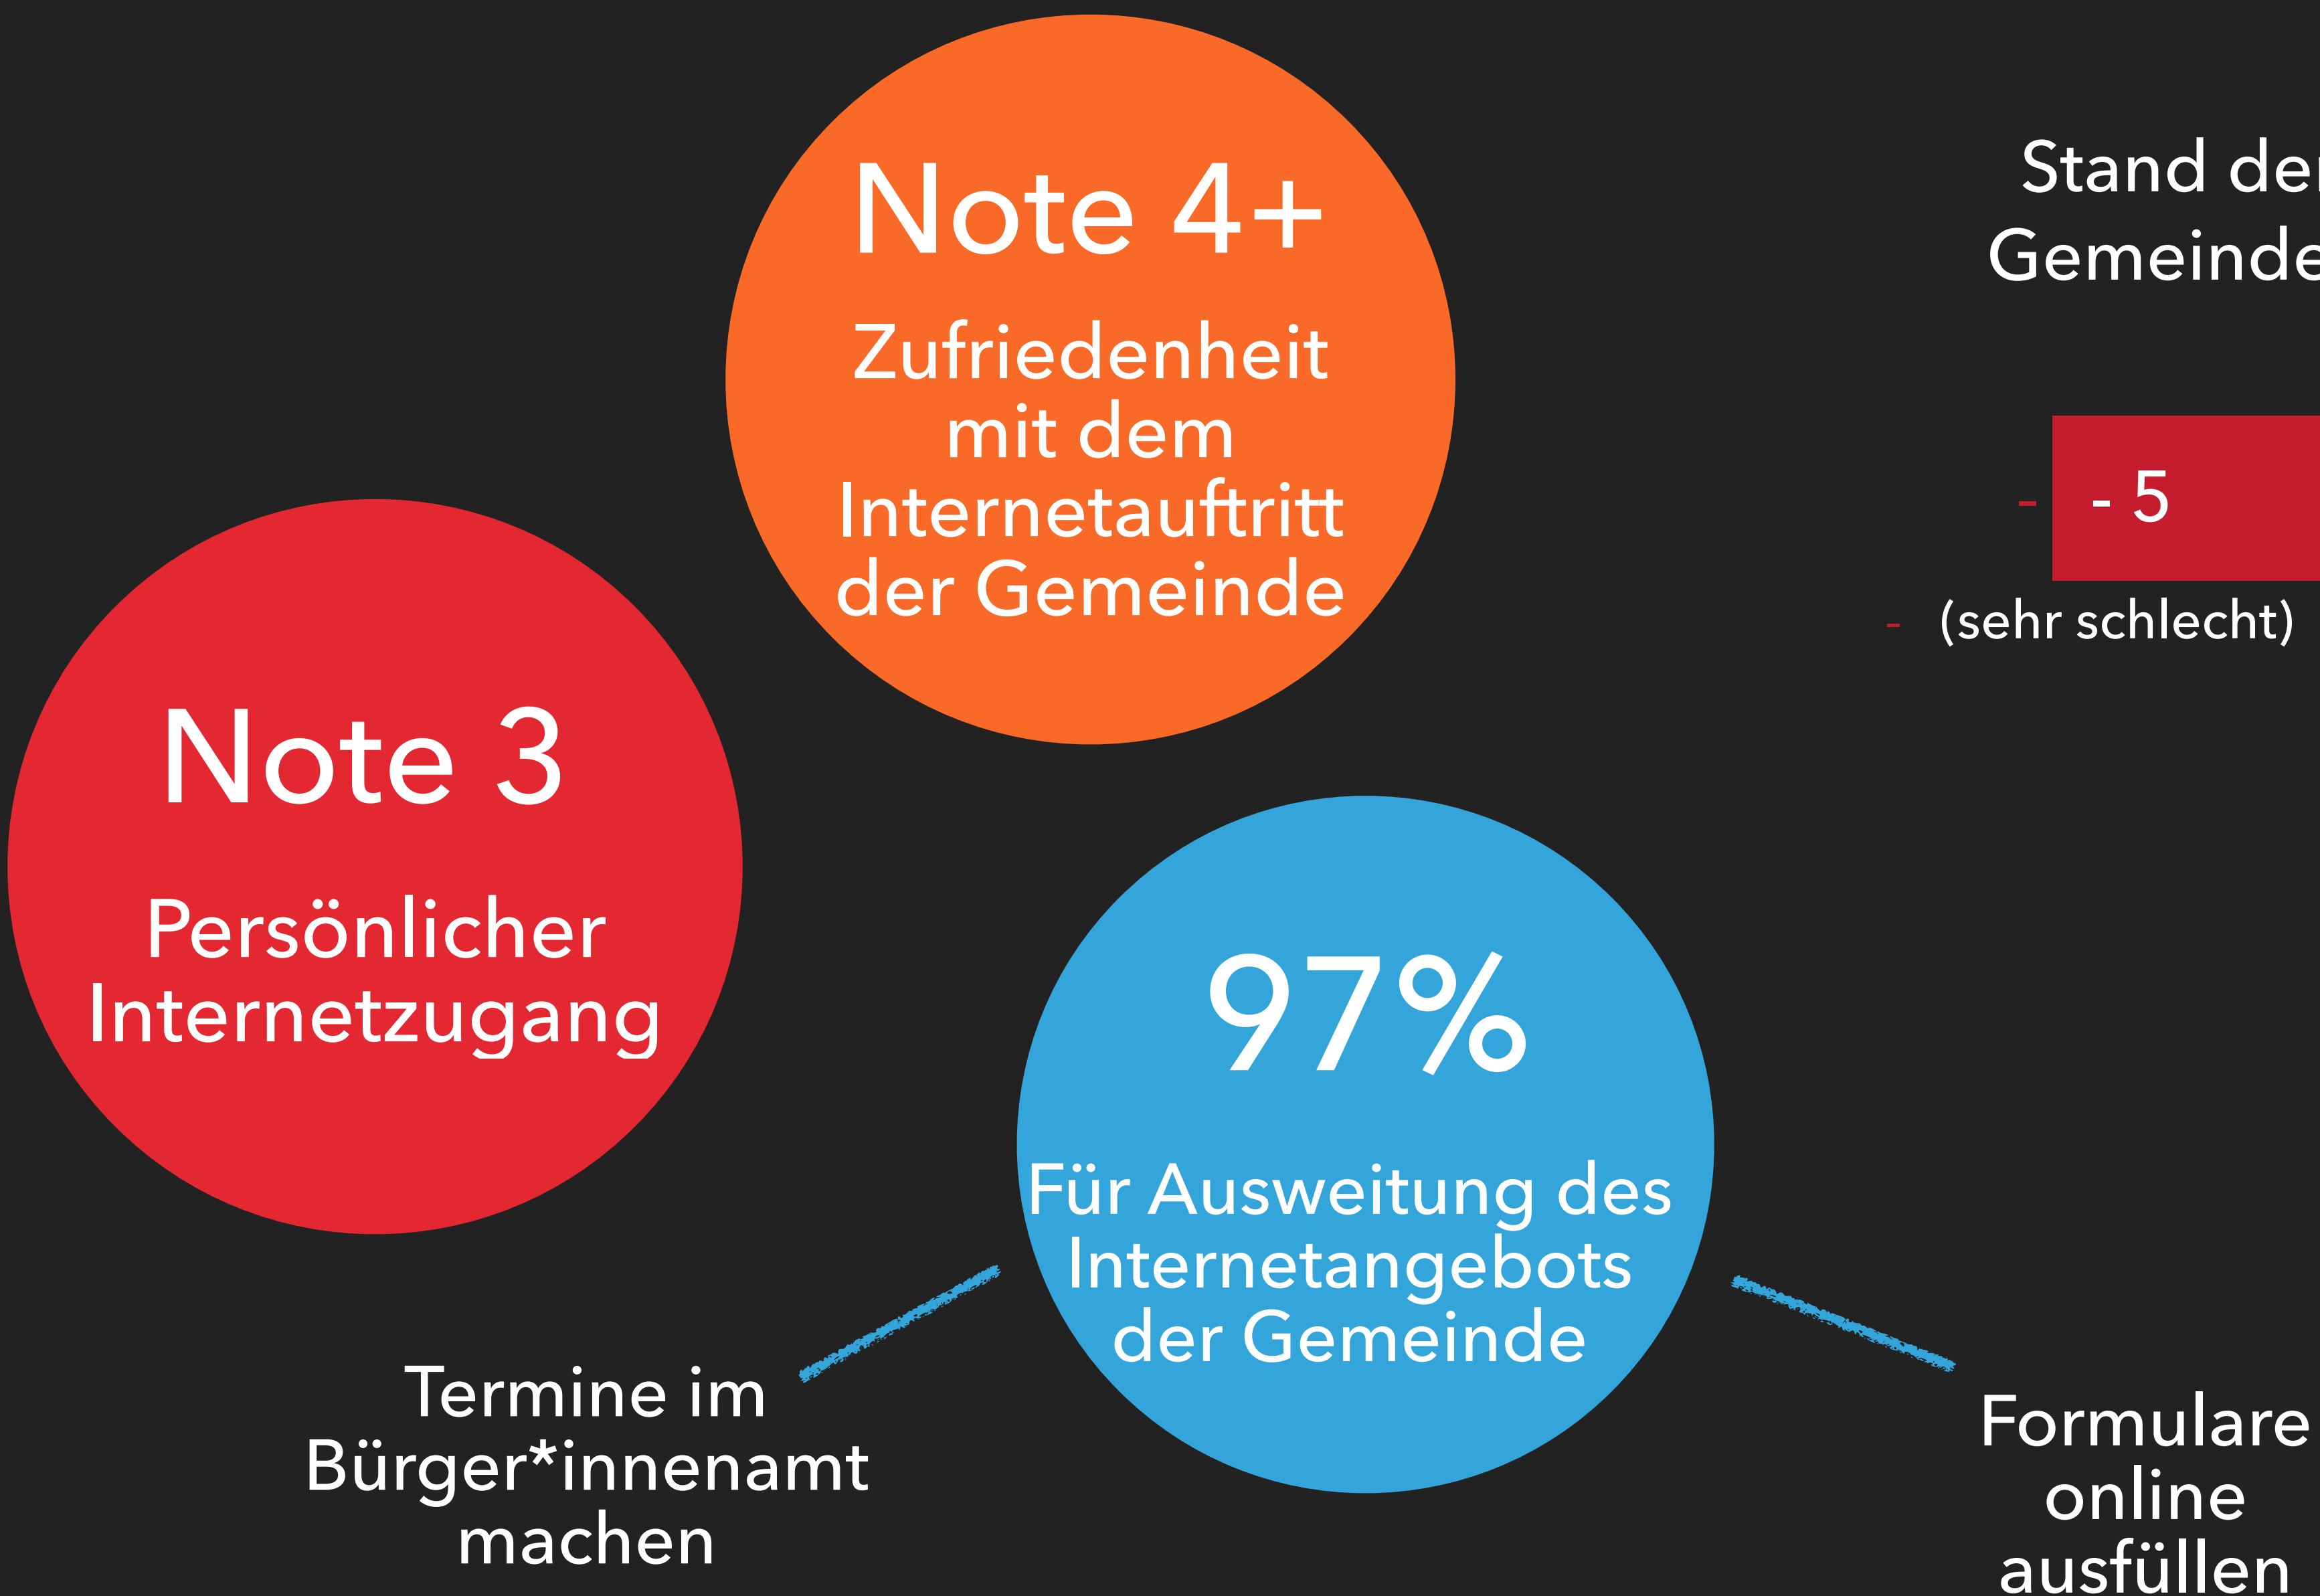 Note 4+
Zufriedenheit
mit dem
Internetauftritt
der Gemeinde
Stand der
Gemeinde
- - 5
- (sehr schlecht)
Note 3
Persönlicher
Internetzugang
97%
Für Ausweitung des
Internetangebots
der Gemeinde
Termine im
Bürger*innenamt
machen
Formulare
online
ausfüllen